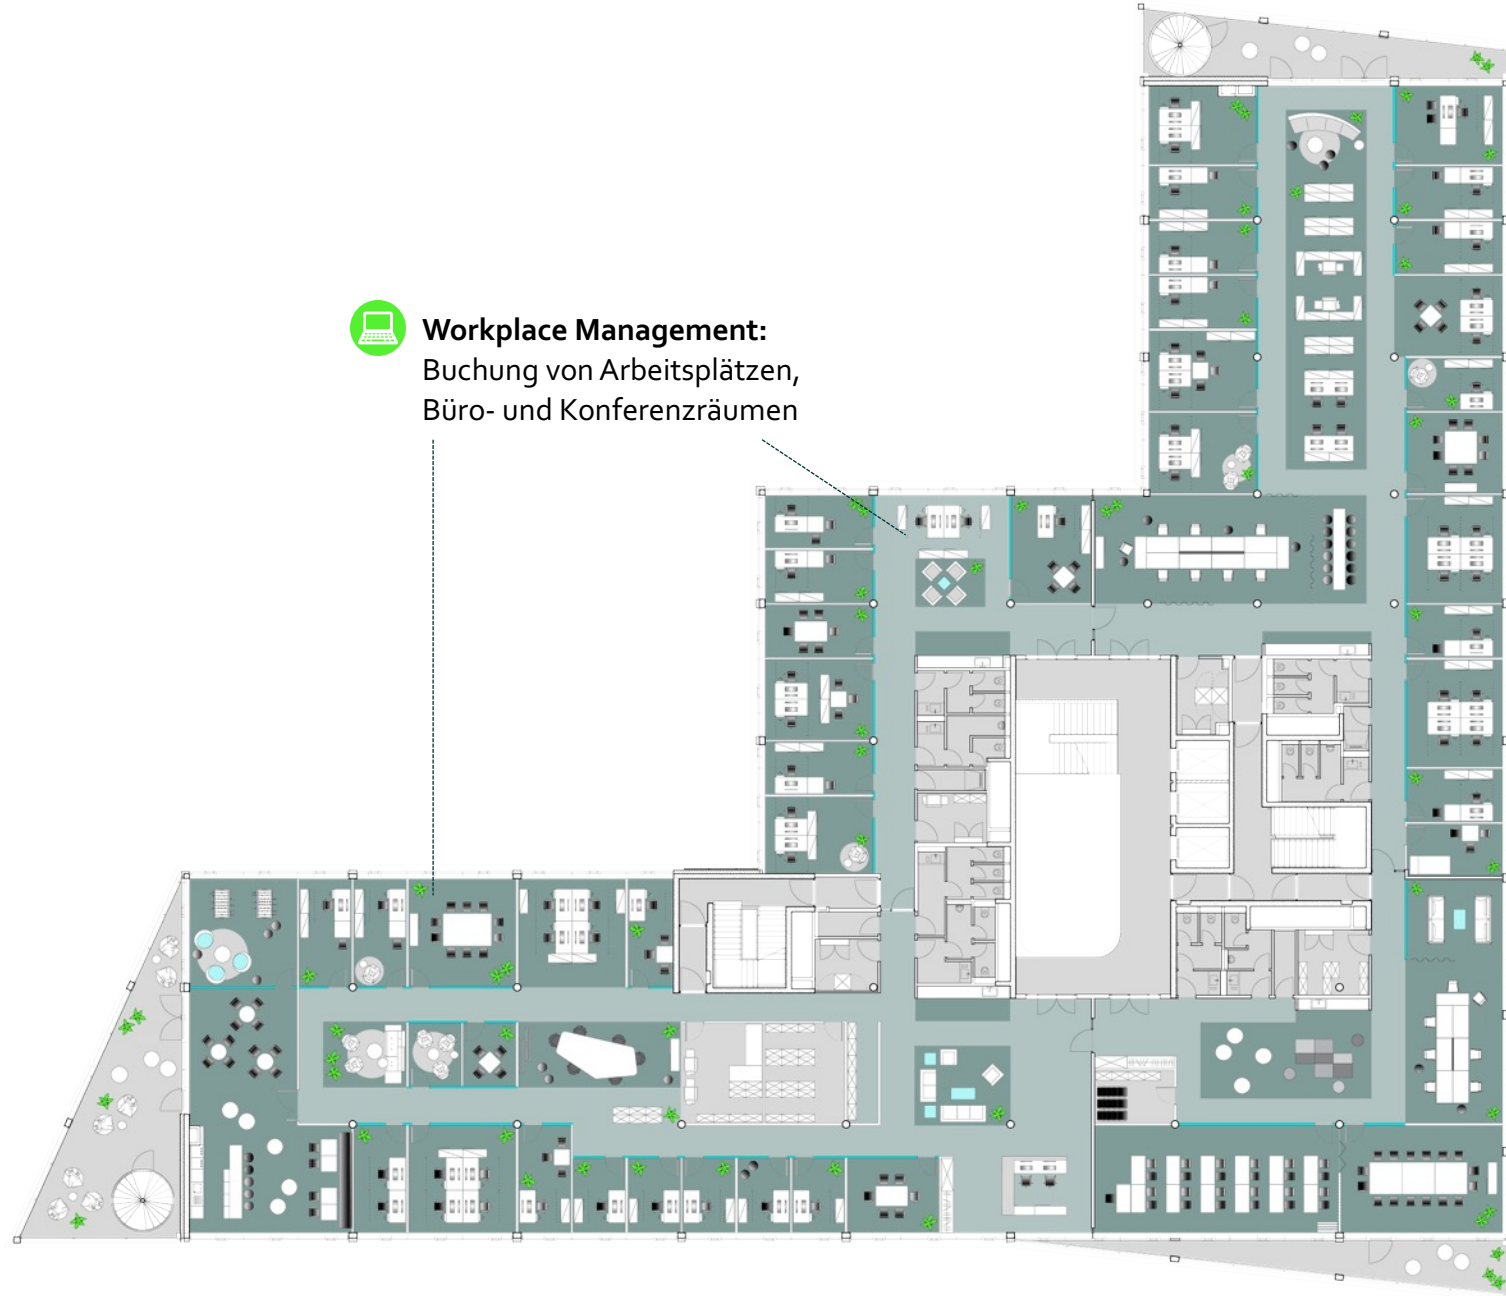 Workplace Management:
Buchung von Arbeitsplätzen,
Büro- und Konferenzräumen